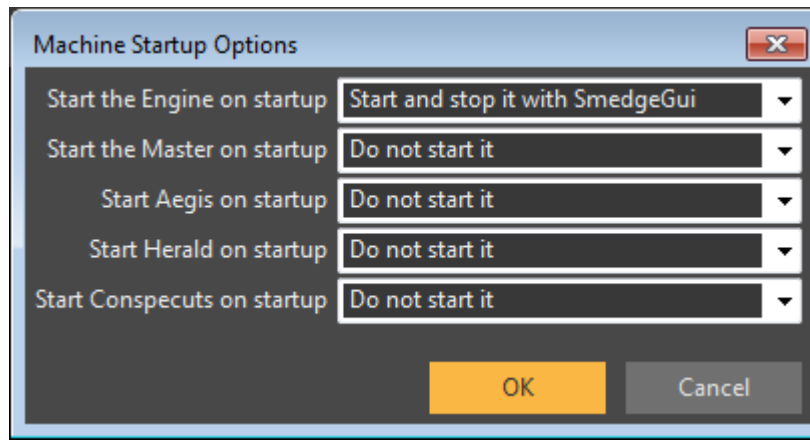 Machine Startup Options
Start the Engine on startup Start and stop it with SmedgeGui
Start the Master on startup Do not start it
Start Aegis on startup Do not start it
Start Herald on startup Do not start it
Start Conspecuts on startup Do not start it
OK Cancel